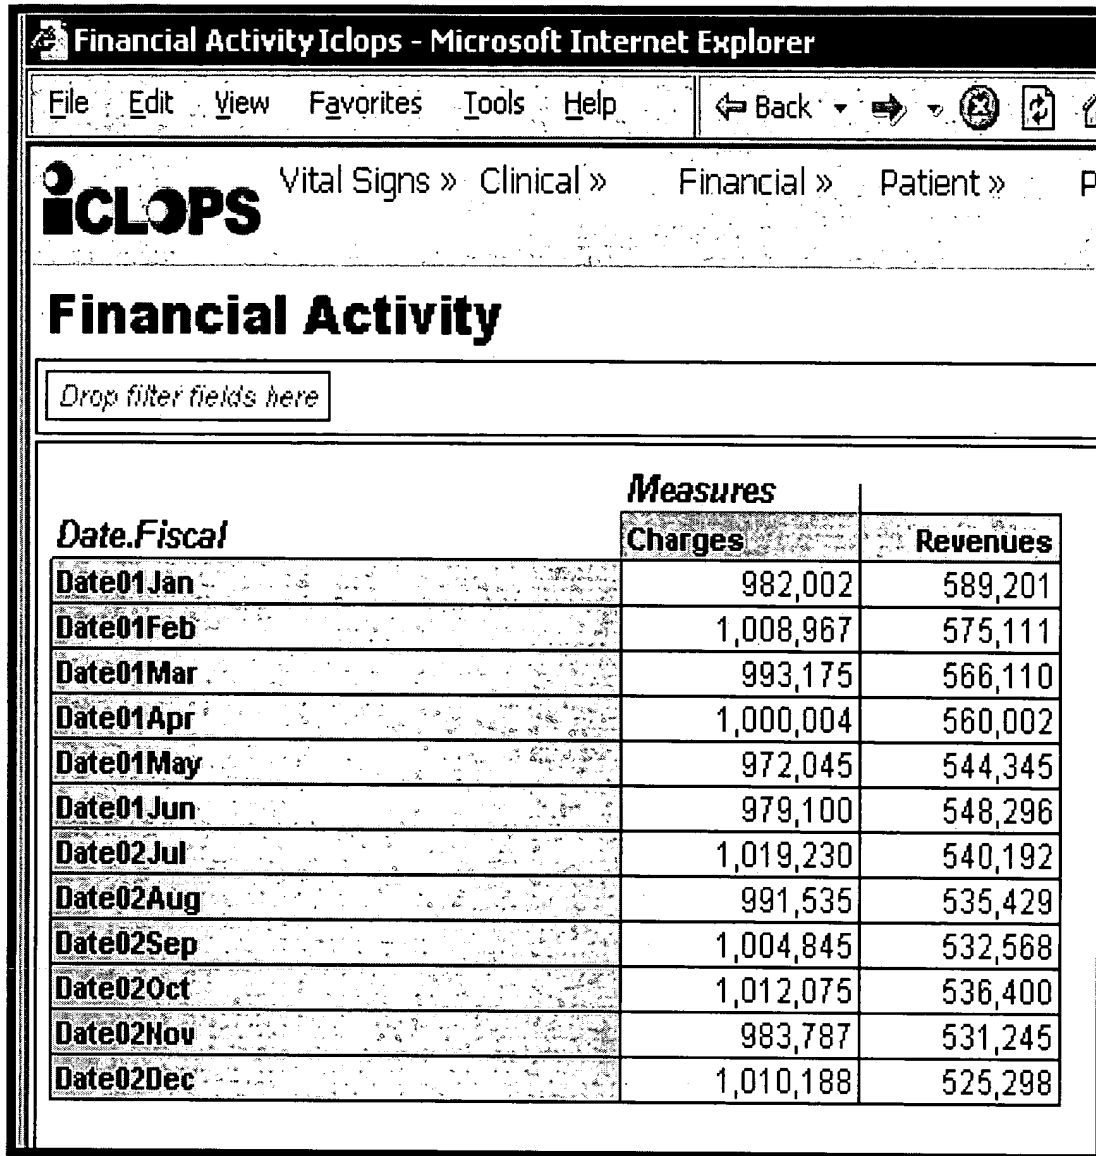 Financial Activity Iclops - Microsoft Internet Explorer
File Edit View Favorites Tools Help Back
ICLOPS Vital Signs » Clinical » Financial » Patient » P
Financial Activity
Drop filter fields here
Measures
Date.Fiscal Charges Revenues
Date01Jan 982,002 589,201
Date01Feb 1,008,967 575,111
Date01Mar 993,175 566,110
Date01Apr 1,000,004 560,002
Date01May 972,045 544,345
Date01Jun 979,100 548,296
Date02Jul 1,019,230 540,192
Date02Aug 991,535 535,429
Date02Sep 1,004,845 532,568
Date02Oct 1,012,075 536,400
Date02Nov 983,787 531,245
Date02Dec 1,010,188 525,298